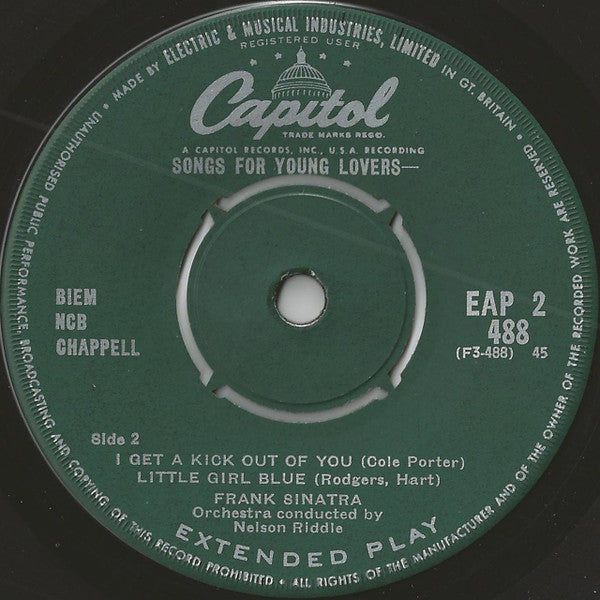 MADE BY ELECTRIC & MUSICAL INDUSTRIES, LIMITED IN GT. BRITAIN •
REGISTERED USER
Capitol
TRADE MARKS REGD.
A CAPITOL RECORDS, INC., U.S.A. RECORDING
SONGS FOR YOUNG LOVERS—
BIEM
NCB
CHAPPELL
EAP 2
488
(F3-488) 45
Side 2
I GET A KICK OUT OF YOU (Cole Porter)
LITTLE GIRL BLUE (Rodgers, Hart)
FRANK SINATRA
Orchestra conducted by
Nelson Riddle
EXTENDED PLAY
UNAUTHORISED PUBLIC PERFORMANCE, BROADCASTING AND COPYING OF THIS RECORD PROHIBITED • ALL RIGHTS OF THE MANUFACTURER AND OF THE OWNER OF THE RECORDED WORK ARE RESERVED •